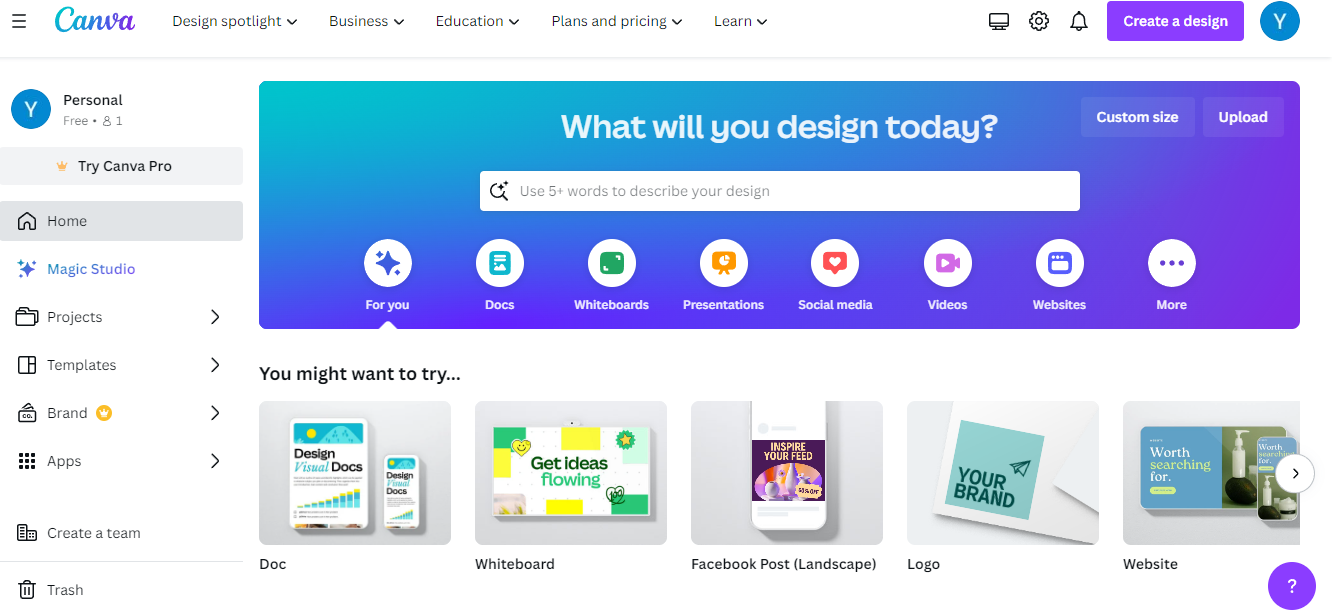 Canva
Design spotlight
Business
Education
Plans and pricing
Learn
Create a design
Y
Y
Personal
Free • 1
Try Canva Pro
Home
Magic Studio
Projects
Templates
Brand
Apps
Create a team
Trash
What will you design today?
Custom size
Upload
Use 5+ words to describe your design
For you
Docs
Whiteboards
Presentations
Social media
Videos
Websites
More
You might want to try...
Design
Visual Docs
Design
Visual
Docs
Doc
Get ideas
flowing
100
Whiteboard
INSPIRE
YOUR FEED
50% OFF
Facebook Post (Landscape)
YOUR
BRAND
Logo
Worth
searching
for.
Worth
searching
for.
Website
?